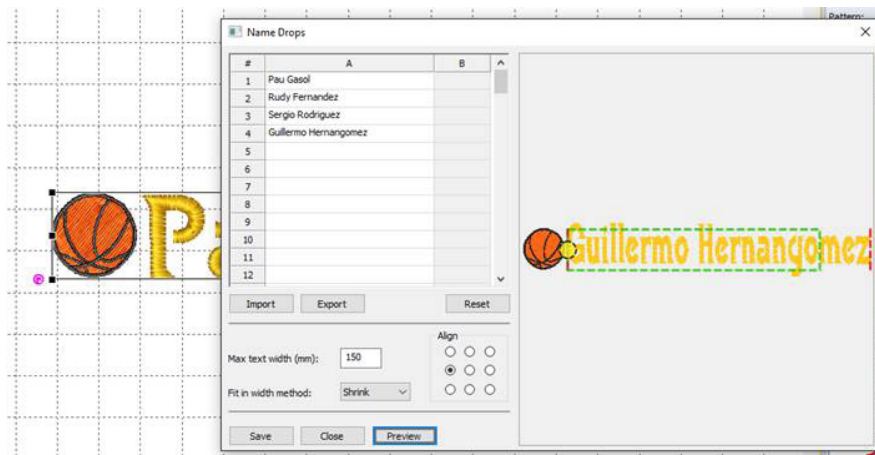 Pattern:
Name Drops
# A B
1 Pau Gasol
2 Rudy Fernandez
3 Sergio Rodriguez
4 Guillermo Hernangomez
5
6
7
8
9
10
11
12
Import Export Reset
Align
Max text width (mm): 150
Fit in width method: Shrink
Save Close Preview
Guillermo Hernangomez